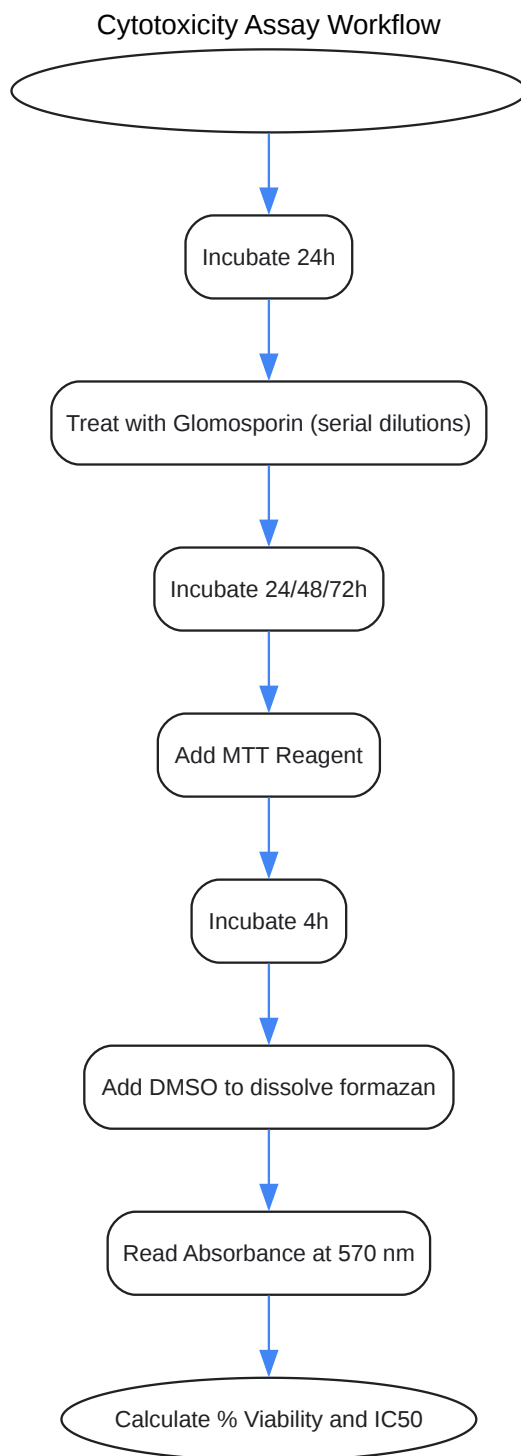 Cytotoxicity Assay Workflow
Incubate 24h
Treat with Glomosporin (serial dilutions)
Incubate 24/48/72h
Add MTT Reagent
Incubate 4h
Add DMSO to dissolve formazan
Read Absorbance at 570 nm
Calculate % Viability and IC50